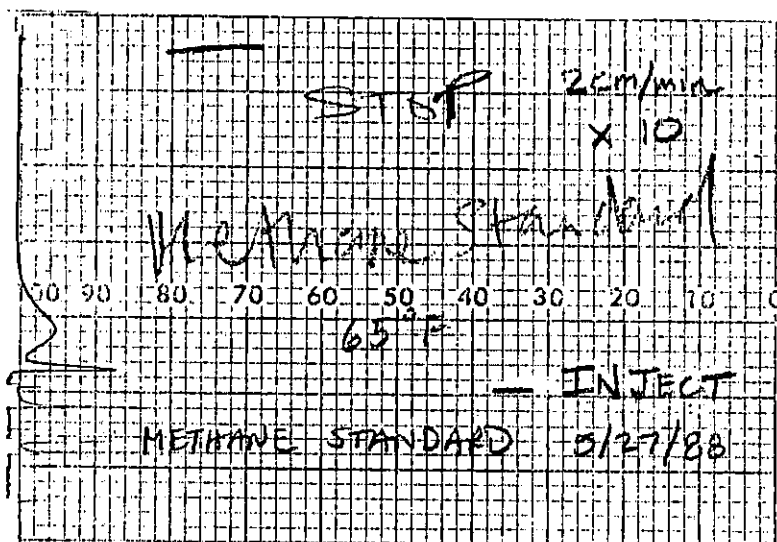 STOP 2cm/min
x 10
Methane Standard
100 90 80 70 60 50 40 30 20 10 0
65°F
— INJECT
METHANE STANDARD 5/27/88